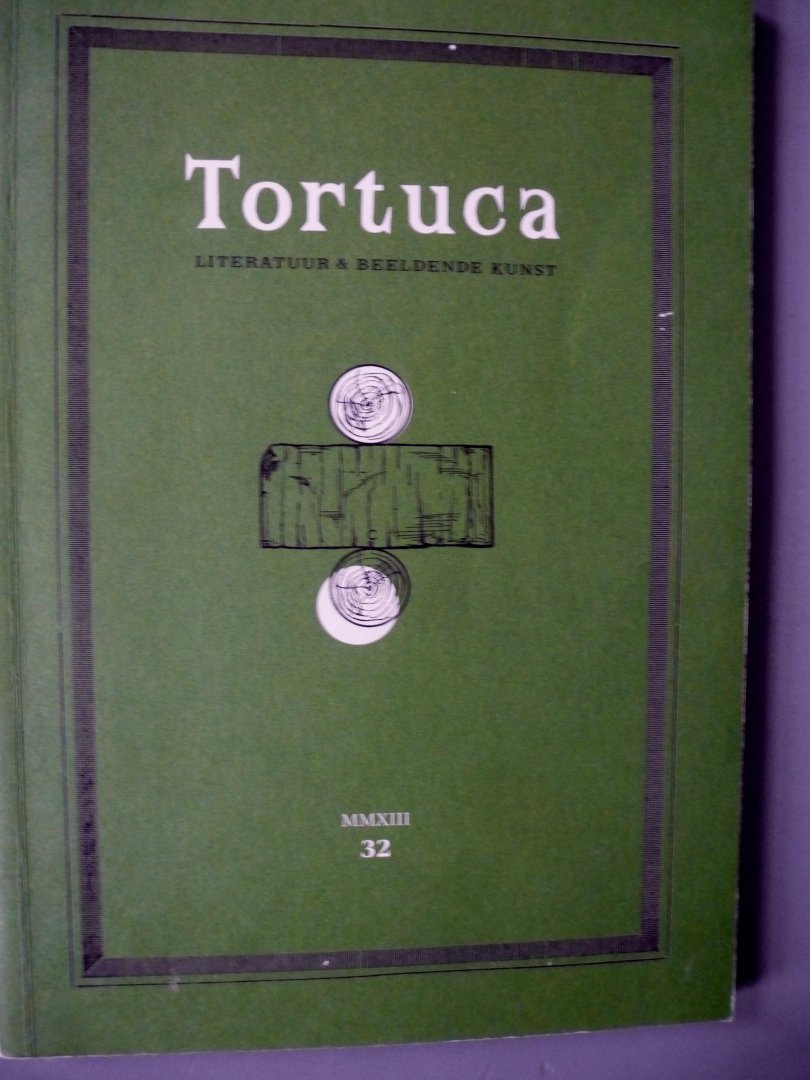 Tortuca
LITERATUUR & BEELDENDE KUNST
MMXIII
32